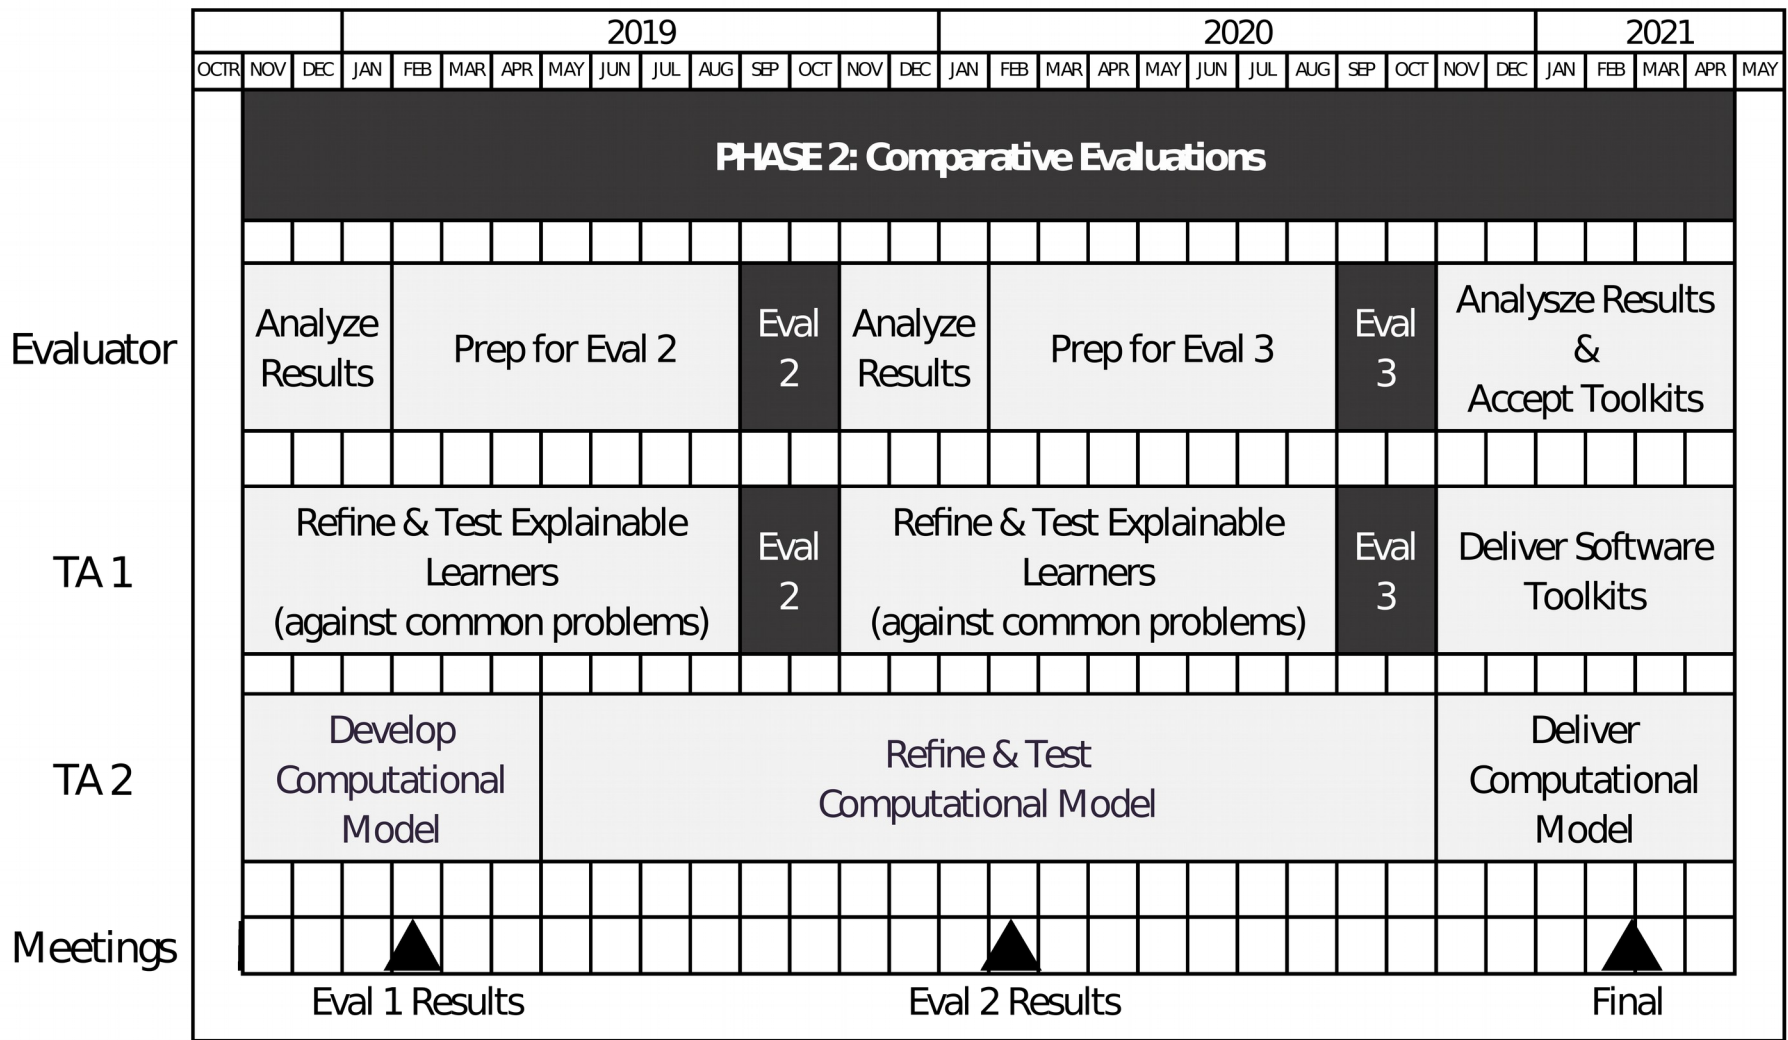 2019 2020 2021
OCTR NOV DEC JAN FEB MAR APR MAY JUN JUL AUG SEP OCT NOV DEC JAN FEB MAR APR MAY JUN JUL AUG SEP OCT NOV DEC JAN FEB MAR APR MAY
PHASE 2: Comparative Evaluations
Evaluator
Analyze
Results
Prep for Eval 2
Eval
2
Analyze
Results
Prep for Eval 3
Eval
3
Analysze Results
&
Accept Toolkits
TA 1
Refine & Test Explainable
Learners
(against common problems)
Eval
2
Refine & Test Explainable
Learners
(against common problems)
Eval
3
Deliver Software
Toolkits
TA 2
Develop
Computational
Model
Refine & Test
Computational Model
Deliver
Computational
Model
Meetings
Eval 1 Results
Eval 2 Results
Final